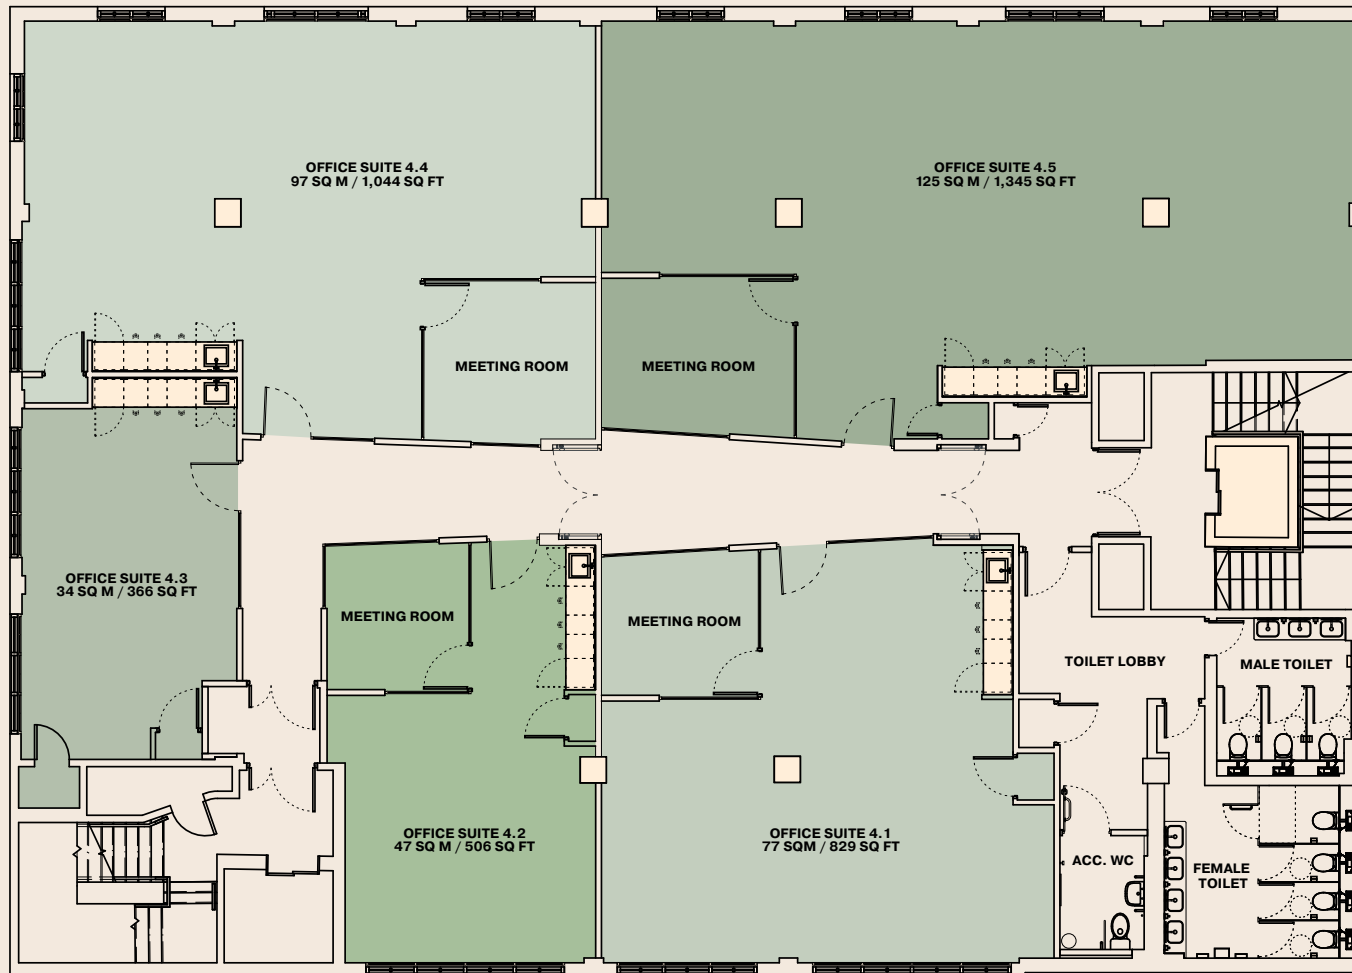 OFFICE SUITE 4.4
97 SQ M / 1,044 SQ FT
OFFICE SUITE 4.5
125 SQ M / 1,345 SQ FT
MEETING ROOM
MEETING ROOM
OFFICE SUITE 4.3
34 SQ M / 366 SQ FT
MEETING ROOM
MEETING ROOM
TOILET LOBBY
MALE TOILET
OFFICE SUITE 4.2
47 SQ M / 506 SQ FT
OFFICE SUITE 4.1
77 SQM / 829 SQ FT
ACC. WC
FEMALE
TOILET